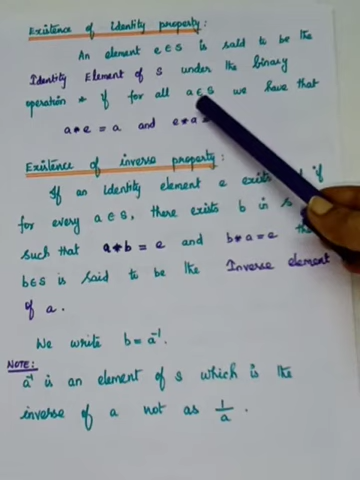 Existence of identity property:
An element e ∈ S is said to be the
Identity Element of S under the binary
operation * if for all a ∈ S we have that
a * e = a and e * a =
Existence of inverse property:
If an identity element e exists if
for every a ∈ S, there exists b in S
such that a * b = e and b * a = e
b ∈ S is said to be the Inverse element
of a.
We write b = a⁻¹.
NOTE:
a⁻¹ is an element of S which is the
inverse of a not as 1/a.